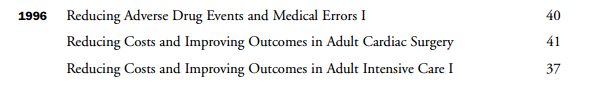 1996 Reducing Adverse Drug Events and Medical Errors I 40
Reducing Costs and Improving Outcomes in Adult Cardiac Surgery 41
Reducing Costs and Improving Outcomes in Adult Intensive Care I 37